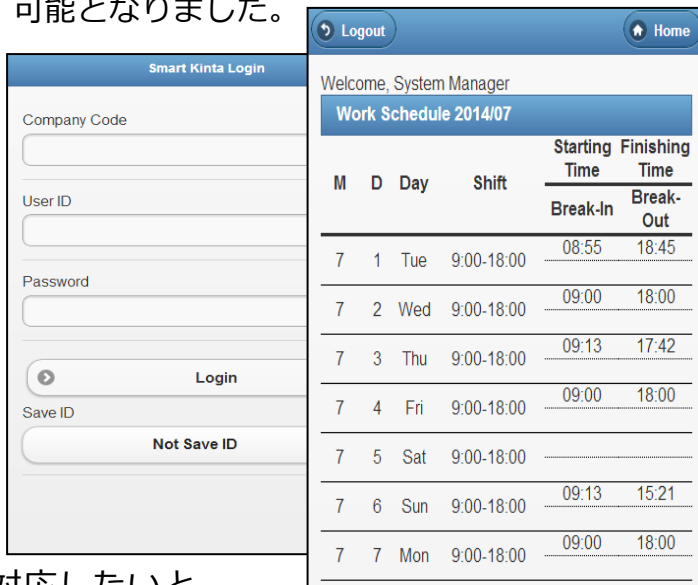 可能となりました。
Smart Kinta Login
Company Code
User ID
Password
Login
Save ID
Not Save ID
Logout Home
Welcome, System Manager
Work Schedule 2014/07
M D Day Shift Starting Time Finishing Time
Break-In Break-Out
7 1 Tue 9:00-18:00 08:55 18:45
7 2 Wed 9:00-18:00 09:00 18:00
7 3 Thu 9:00-18:00 09:13 17:42
7 4 Fri 9:00-18:00 09:00 18:00
7 5 Sat 9:00-18:00
7 6 Sun 9:00-18:00 09:13 15:21
7 7 Mon 9:00-18:00 09:00 18:00
対応したいと